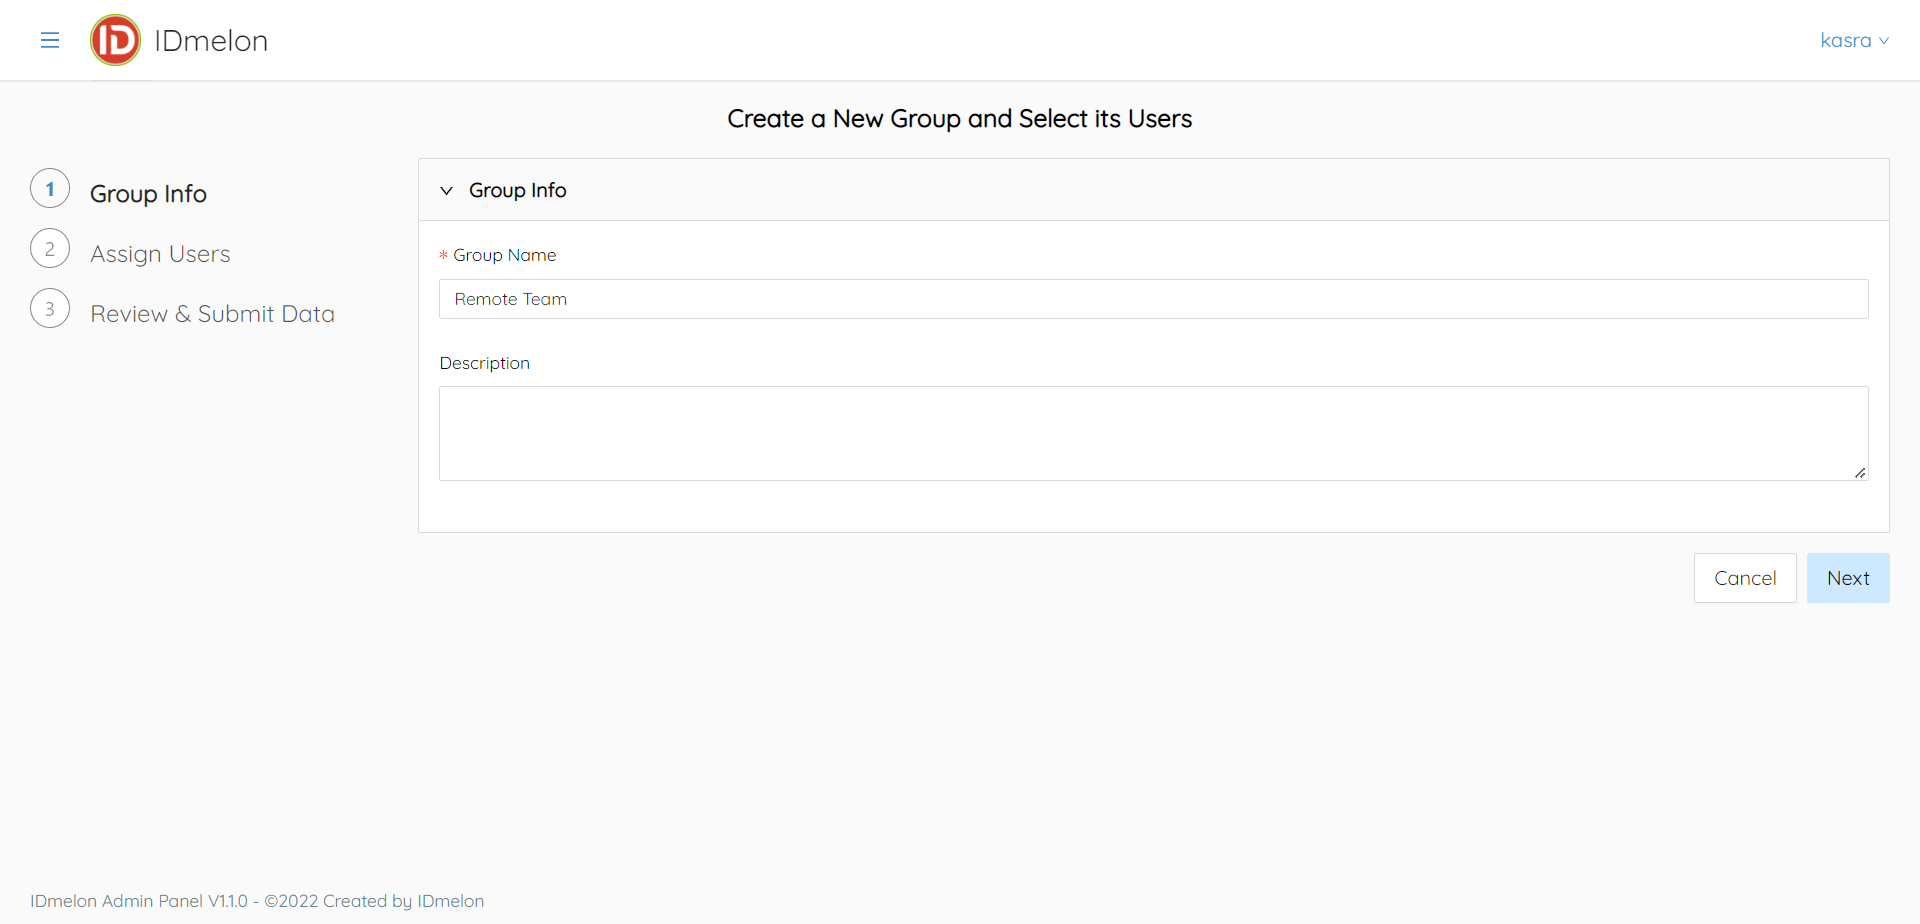 ID IDmelon
kasra
Create a New Group and Select its Users
1 Group Info
2 Assign Users
3 Review & Submit Data
Group Info
* Group Name
Remote Team
Description
Cancel Next
IDmelon Admin Panel V1.1.0 - ©2022 Created by IDmelon